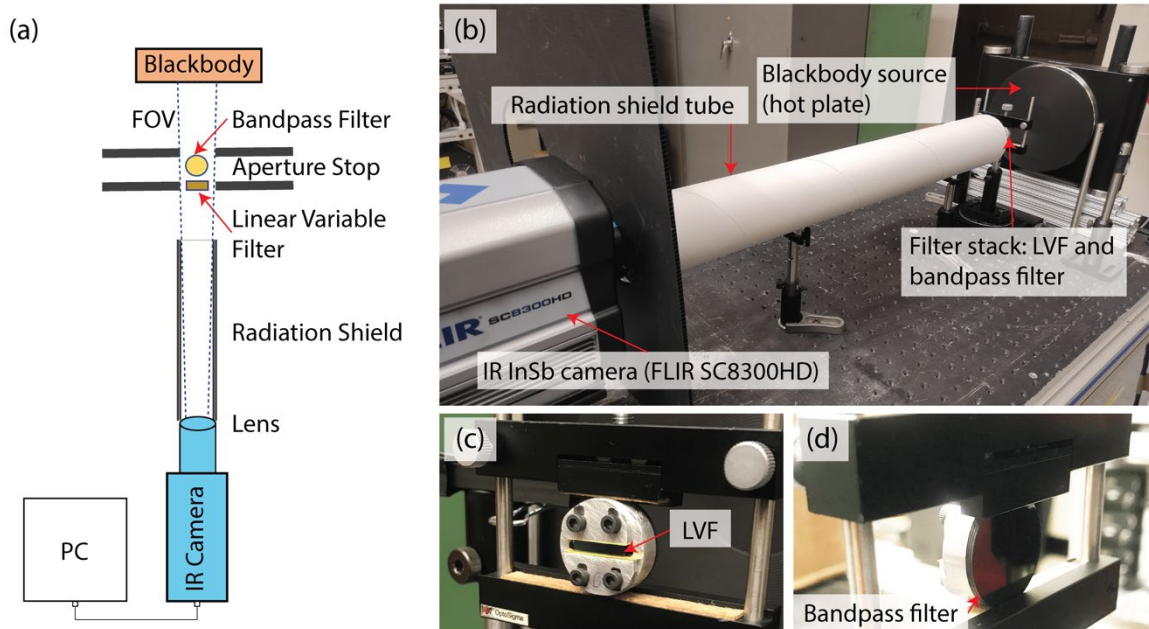 (a)
Blackbody
FOV
Bandpass Filter
Aperture Stop
Linear Variable
Filter
Radiation Shield
Lens
IR Camera
PC
(b)
Radiation shield tube
Blackbody source
(hot plate)
Filter stack: LVF and
bandpass filter
SC8300HD
IR InSb camera (FLIR SC8300HD)
(c)
LVF
OptoSigma
(d)
Bandpass filter